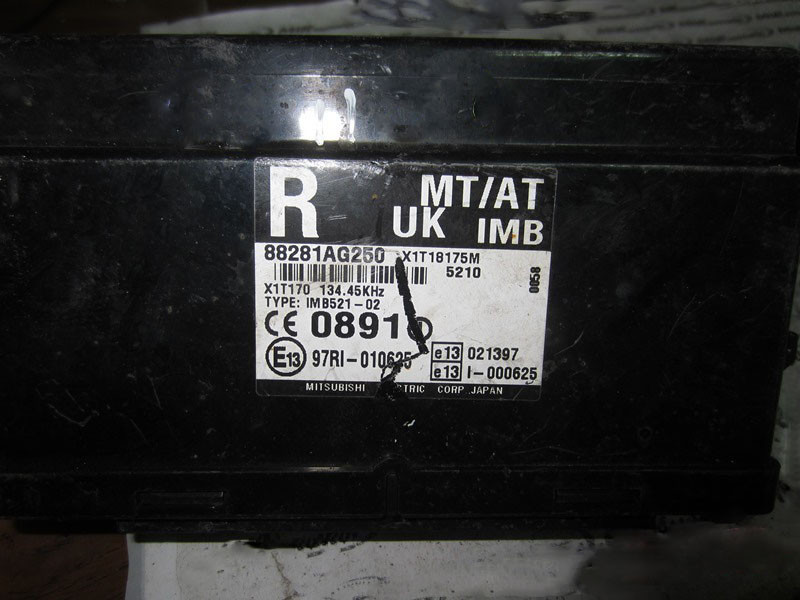 R
MT/AT
UK IMB
88281AG250 X1T18175M
5210
0058
X1T170 134.45KHz
TYPE: IMB521-02
CE 0891
E13 97RI-010625
e13 021397
e13 I-000625
MITSUBISHI CORP. JAPAN